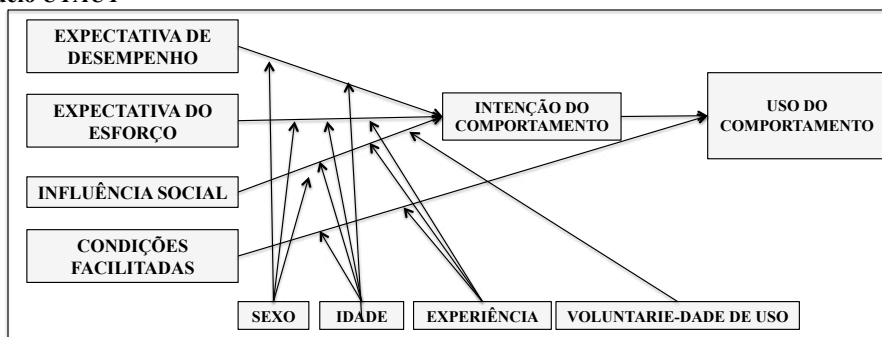 UTAUT
EXPECTATIVA DE
DESEMPENHO
EXPECTATIVA DO
ESFORÇO
INFLUÊNCIA SOCIAL
CONDIÇÕES
FACILITADAS
INTENÇÃO DO
COMPORTAMENTO
USO DO
COMPORTAMENTO
SEXO
IDADE
EXPERIÊNCIA
VOLUNTARIE-DADE DE USO